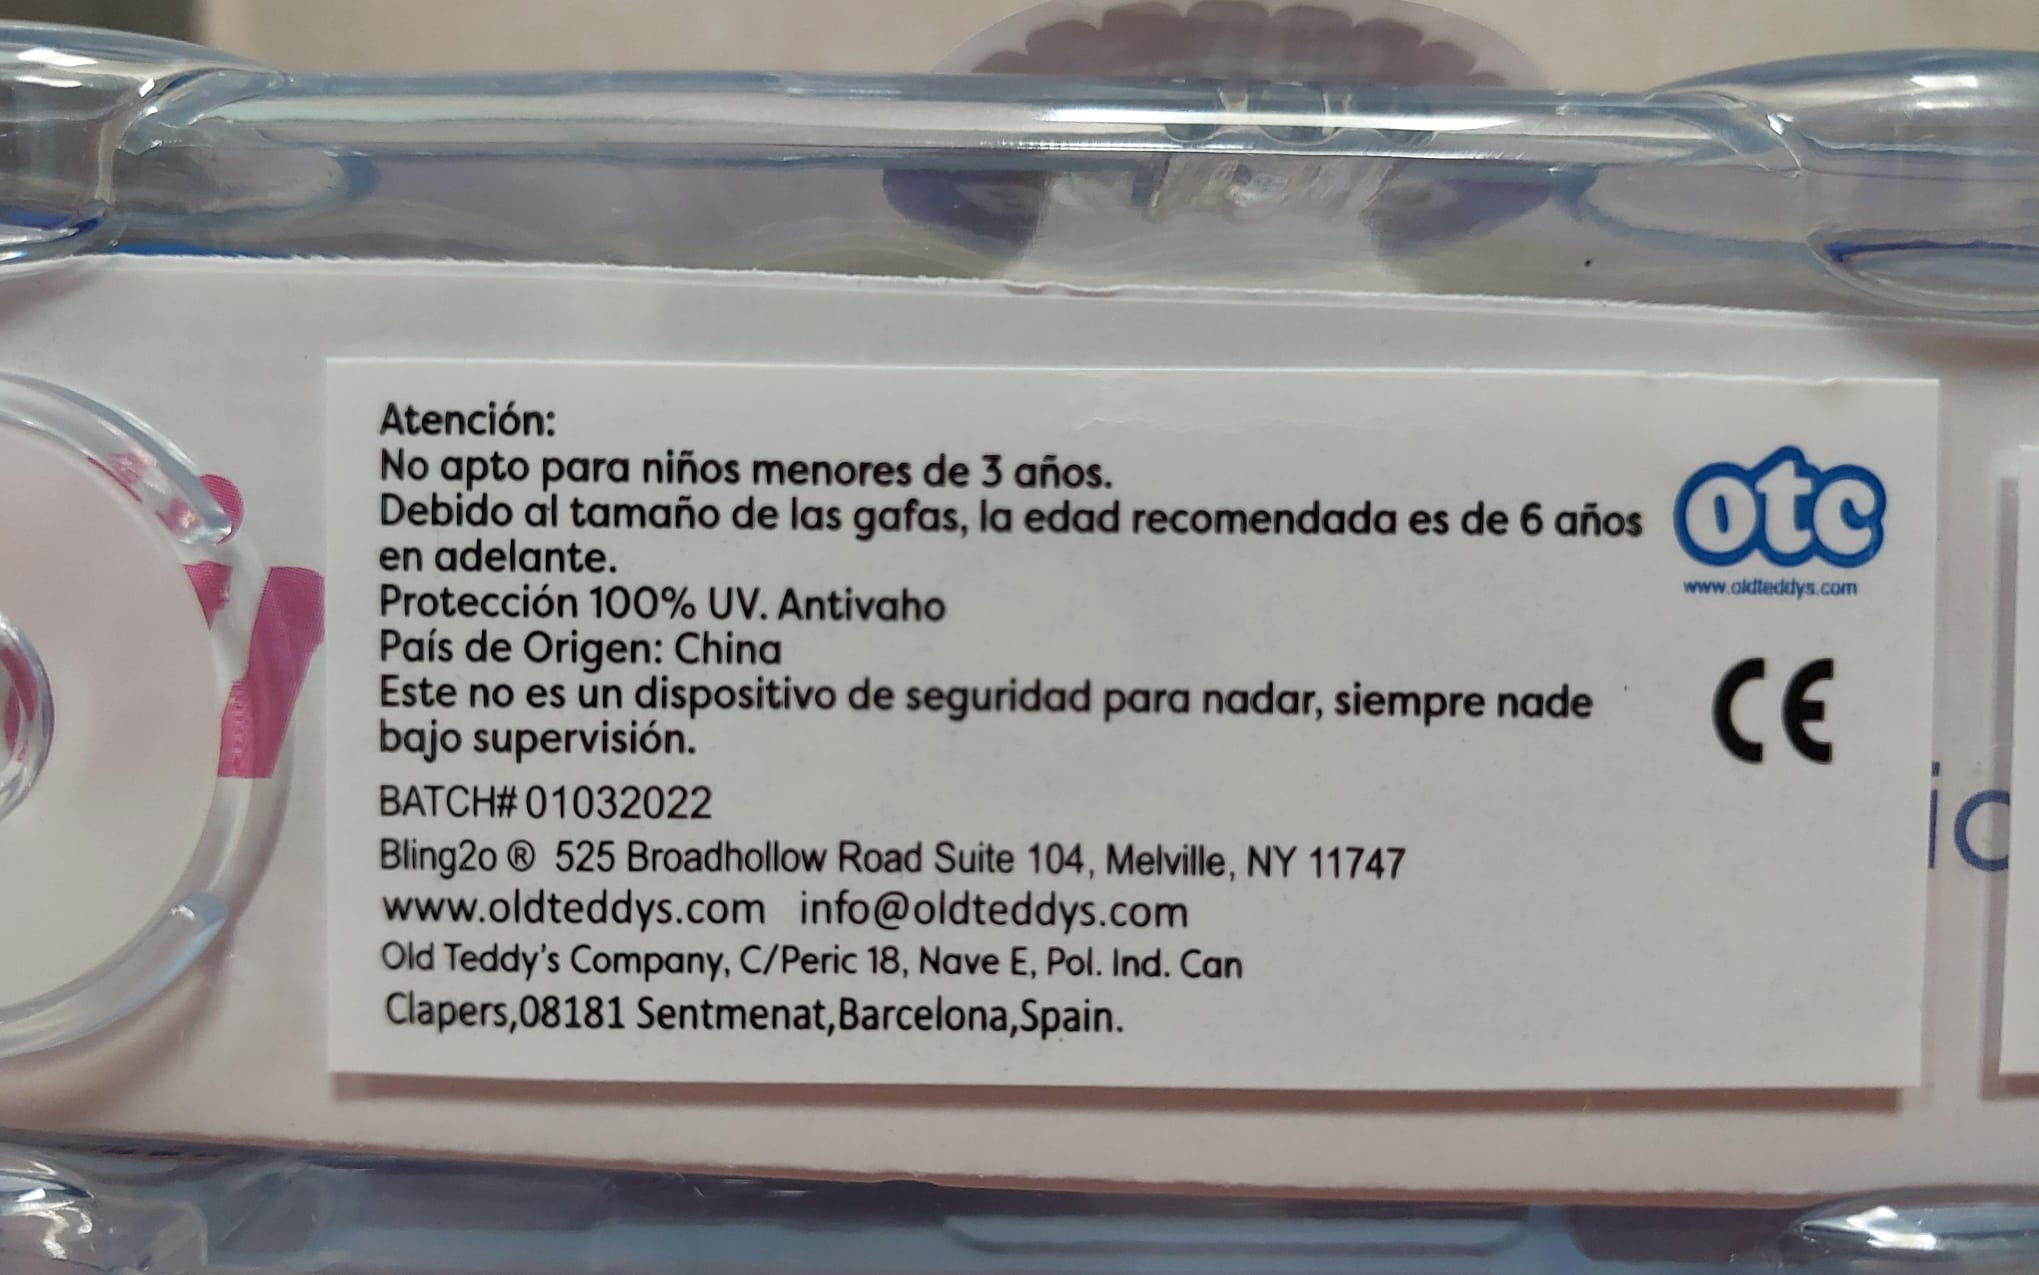 Atención:
No apto para niños menores de 3 años.
Debido al tamaño de las gafas, la edad recomendada es de 6 años
en adelante.
Protección 100% UV. Antivaho
País de Origen: China
Este no es un dispositivo de seguridad para nadar, siempre nade
bajo supervisión.
BATCH# 01032022
Bling2o ® 525 Broadhollow Road Suite 104, Melville, NY 11747
www.oldteddys.com info@oldteddys.com
Old Teddy's Company, C/Peric 18, Nave E, Pol. Ind. Can
Clapers,08181 Sentmenat,Barcelona,Spain.
otc
www.oldteddys.com
CE